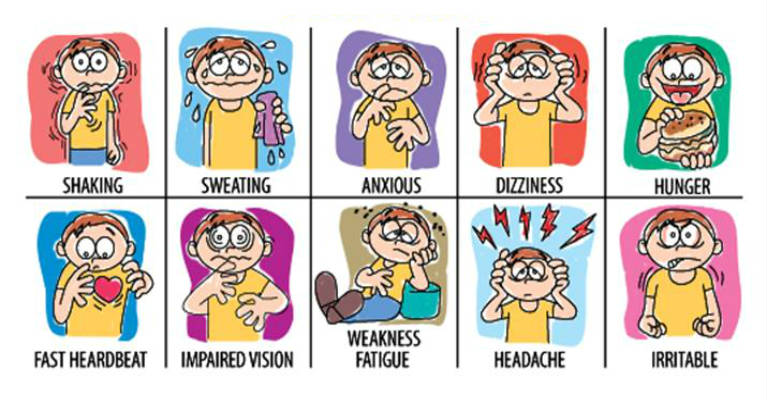 SHAKING
SWEATING
ANXIOUS
DIZZINESS
HUNGER
FAST HEARDBEAT
IMPAIRED VISION
WEAKNESS
FATIGUE
HEADACHE
IRRITABLE